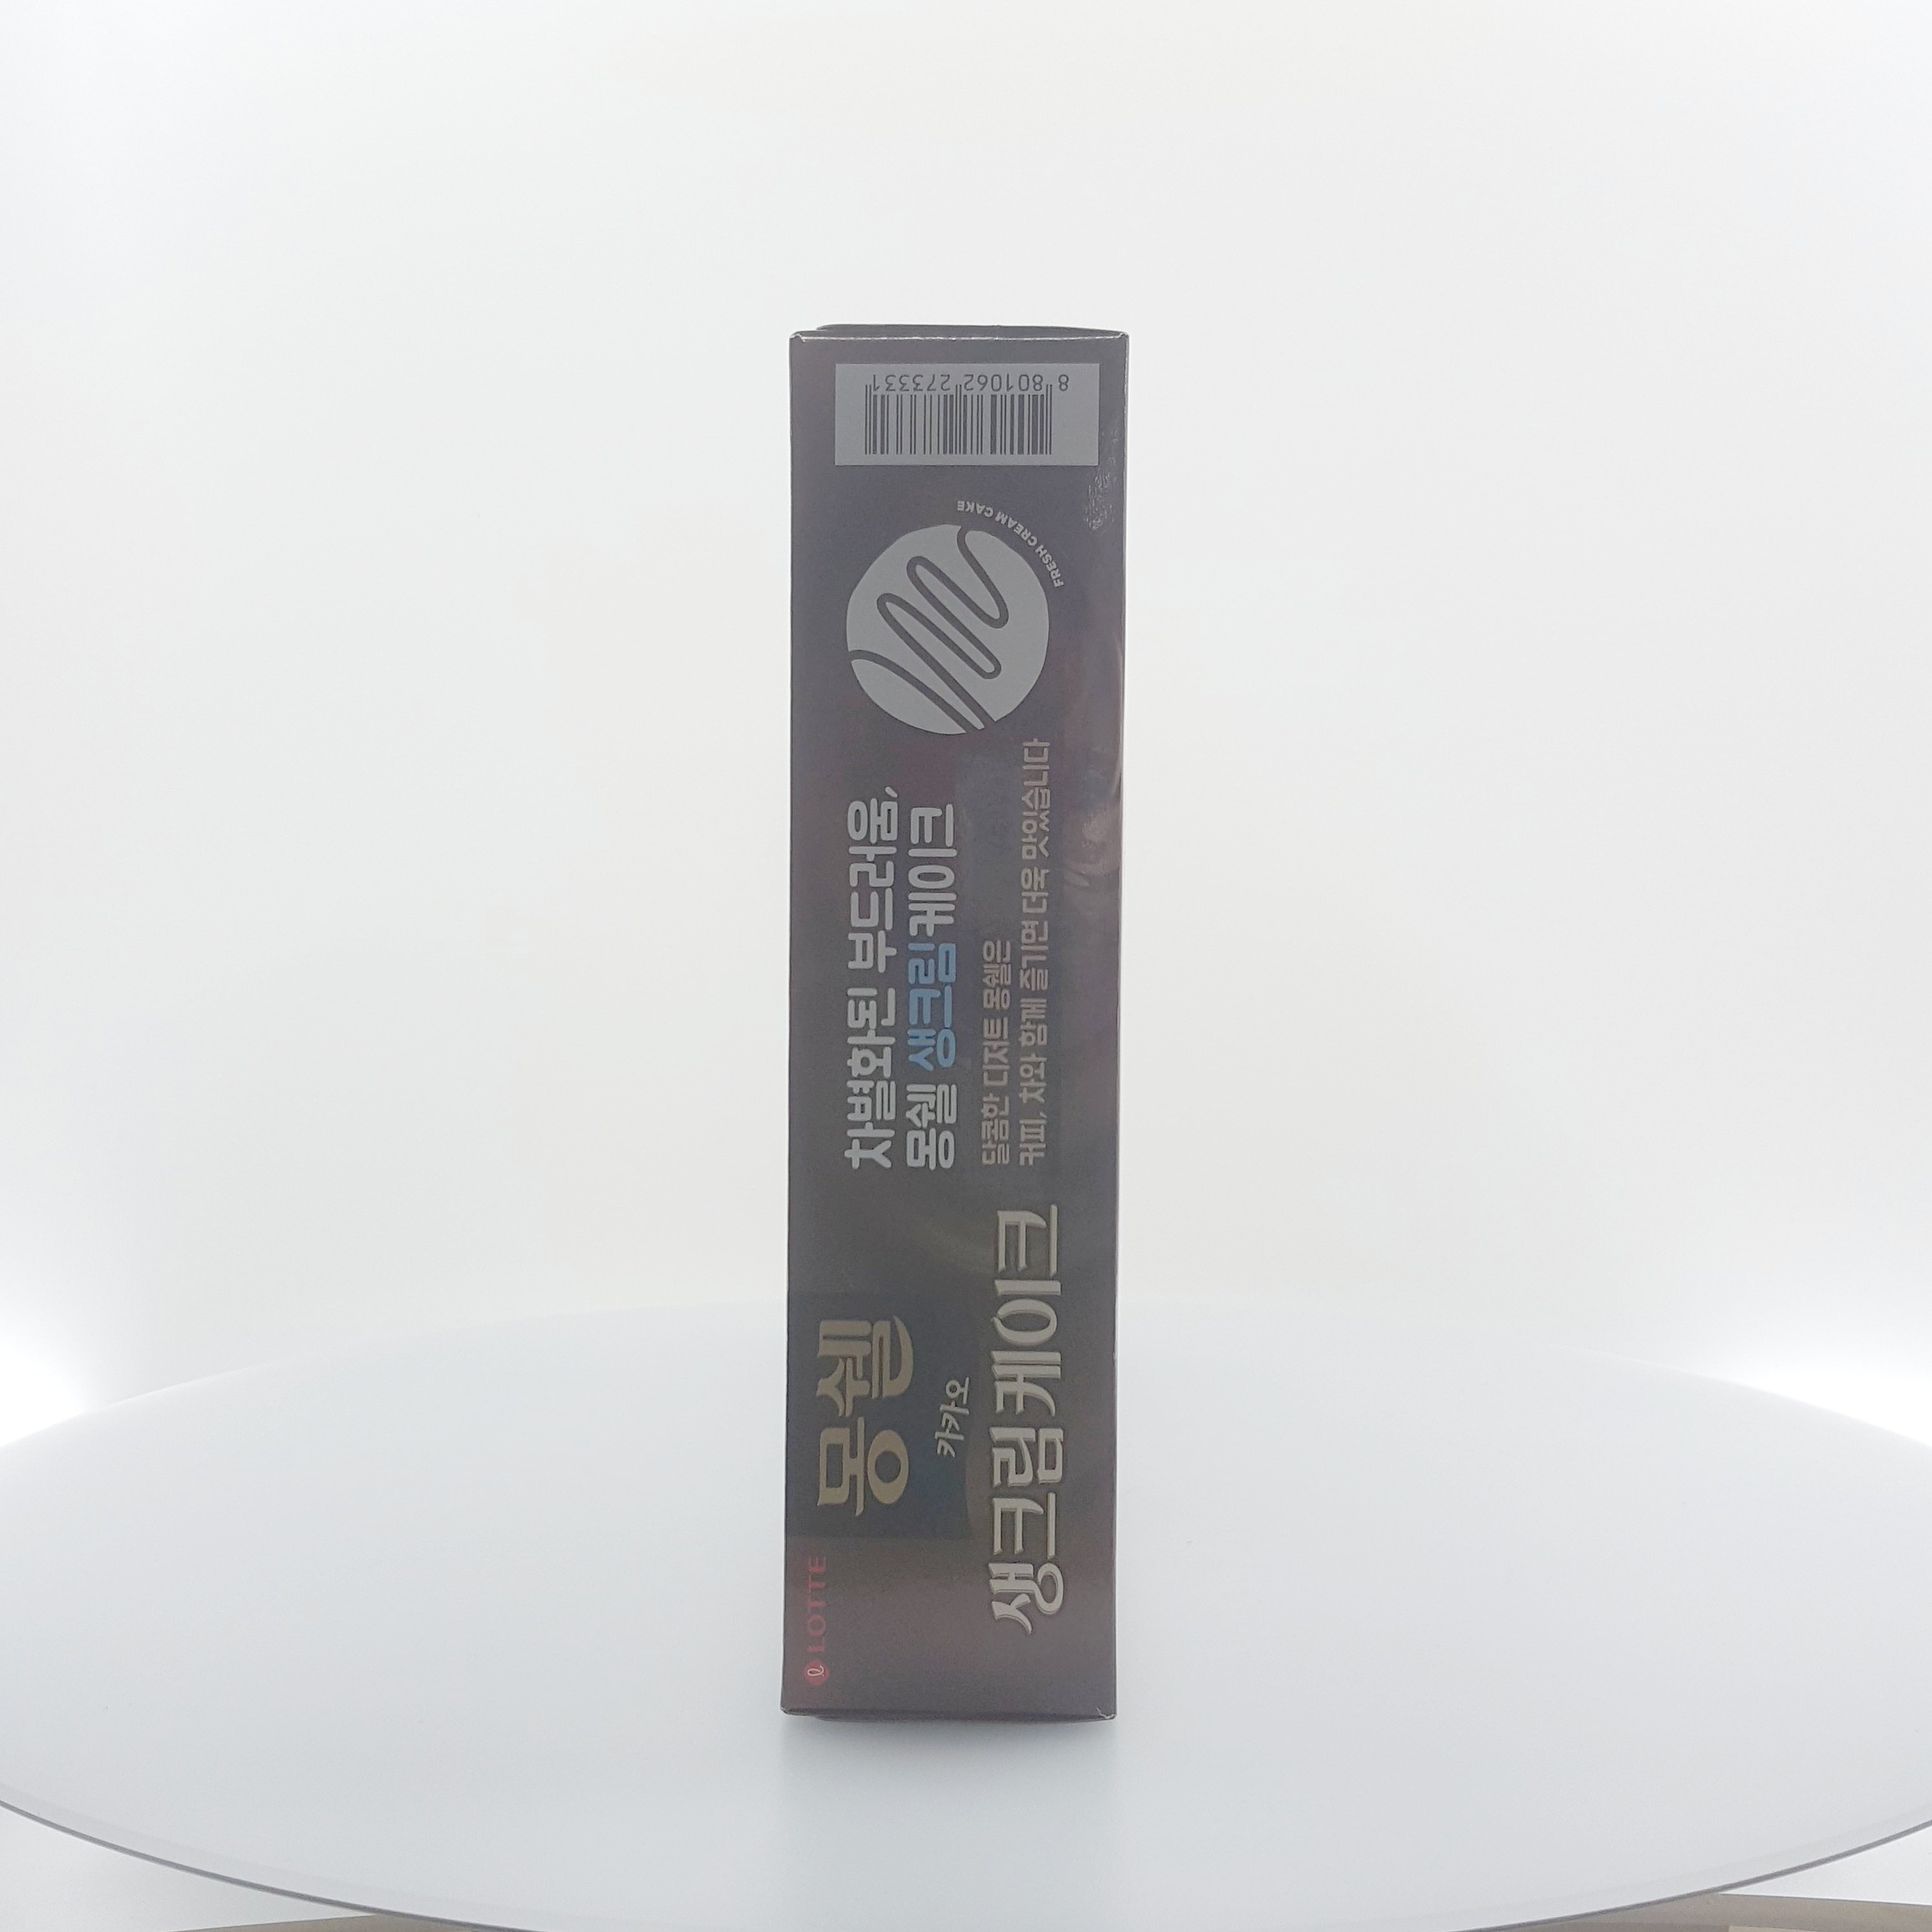 LOTTE
몽쉘
카카오
생크림케이크
차별화된 부드러움,
몽쉘 생크림케이크
달콤한 디저트 몽쉘은
커피, 차와 함께 즐기면 더욱 맛있습니다
FRESH CREAM CAKE
8 801062 273331